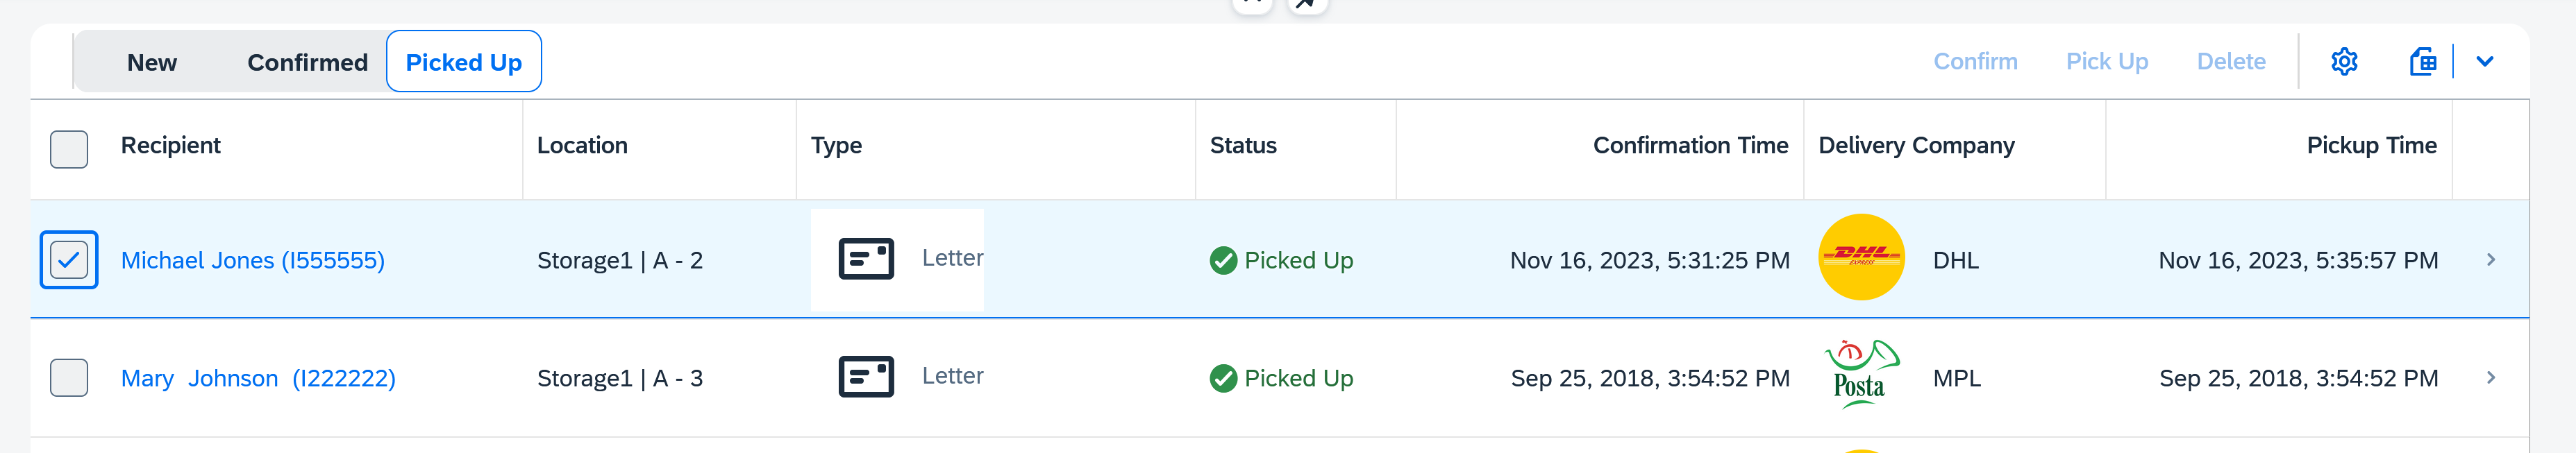 New Confirmed Picked Up Confirm Pick Up Delete
Recipient Location Type Status Confirmation Time Delivery Company Pickup Time
Michael Jones (I555555) Storage1 | A - 2 Letter Picked Up Nov 16, 2023, 5:31:25 PM DHL EXPRESS DHL Nov 16, 2023, 5:35:57 PM
Mary Johnson (I222222) Storage1 | A - 3 Letter Picked Up Sep 25, 2018, 3:54:52 PM Posta MPL Sep 25, 2018, 3:54:52 PM